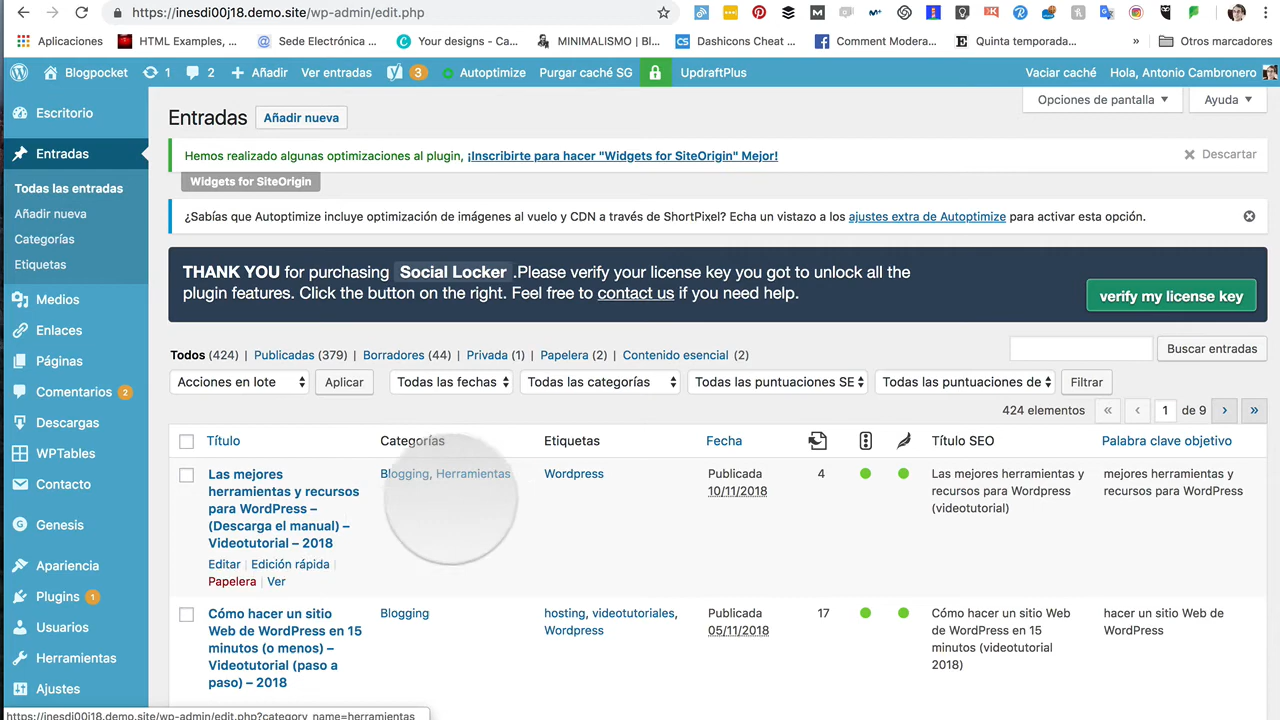 https://inesdi00j18.demo.site/wp-admin/edit.php
Aplicaciones
HTML Examples, ...
Sede Electrónica ...
Your designs - Ca...
MINIMALISMO | Bl...
Dashicons Cheat ...
Comment Modera...
Quinta temporada...
»
Otros marcadores
Blogpocket
1
2
Añadir
Ver entradas
3
Autoptimize
Purgar caché SG
UpdraftPlus
Vaciar caché
Hola, Antonio Cambronero
Escritorio
Entradas
Todas las entradas
Añadir nueva
Categorías
Etiquetas
Medios
Enlaces
Páginas
Comentarios 2
Descargas
WPTables
Contacto
Genesis
Apariencia
Plugins 1
Usuarios
Herramientas
Ajustes
Entradas
Añadir nueva
Opciones de pantalla
Ayuda
Hemos realizado algunas optimizaciones al plugin, ¡Inscribirte para hacer "Widgets for SiteOrigin" Mejor!
Descartar
Widgets for SiteOrigin
¿Sabías que Autoptimize incluye optimización de imágenes al vuelo y CDN a través de ShortPixel? Echa un vistazo a los ajustes extra de Autoptimize para activar esta opción.
THANK YOU for purchasing Social Locker .Please verify your license key you got to unlock all the
plugin features. Click the button on the right. Feel free to contact us if you need help.
verify my license key
Todos (424) | Publicadas (379) | Borradores (44) | Privada (1) | Papelera (2) | Contenido esencial (2)
Buscar entradas
Acciones en lote
Aplicar
Todas las fechas
Todas las categorías
Todas las puntuaciones SE
Todas las puntuaciones de
Filtrar
424 elementos « ‹ 1 de 9 › »
Título
Categorías
Etiquetas
Fecha
Título SEO
Palabra clave objetivo
Las mejores
herramientas y recursos
para WordPress –
(Descarga el manual) –
Videotutorial – 2018
Editar | Edición rápida |
Papelera | Ver
Blogging, Herramientas
Wordpress
Publicada
10/11/2018
4
Las mejores herramientas y
recursos para Wordpress
(videotutorial)
mejores herramientas y
recursos para WordPress
Cómo hacer un sitio
Web de WordPress en 15
minutos (o menos) –
Videotutorial (paso a
paso) – 2018
Blogging
hosting, videotutoriales,
Wordpress
Publicada
05/11/2018
17
Cómo hacer un sitio Web
de WordPress en 15
minutos (videotutorial
2018)
hacer un sitio Web de
WordPress
https://inesdi00j18.demo.site/wp-admin/edit.php?category_name=herramientas